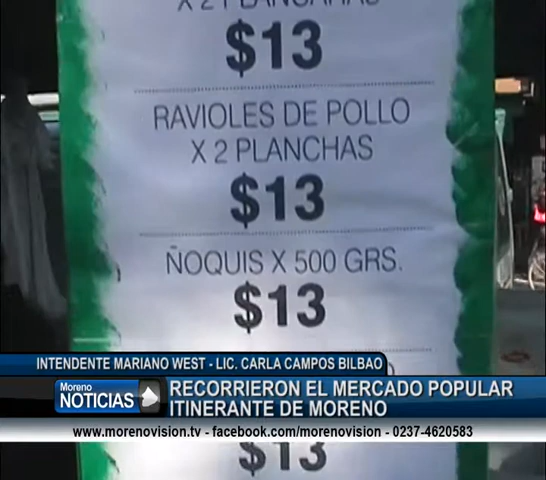 $13
RAVIOLES DE POLLO
X 2 PLANCHAS
$13
ÑOQUIS X 500 GRS.
$13
INTENDENTE MARIANO WEST - LIC. CARLA CAMPOS BILBAO
Moreno
NOTICIAS
RECORRIERON EL MERCADO POPULAR
ITINERANTE DE MORENO
www.morenovision.tv - facebook.com/morenovision - 0237-4620583
$13